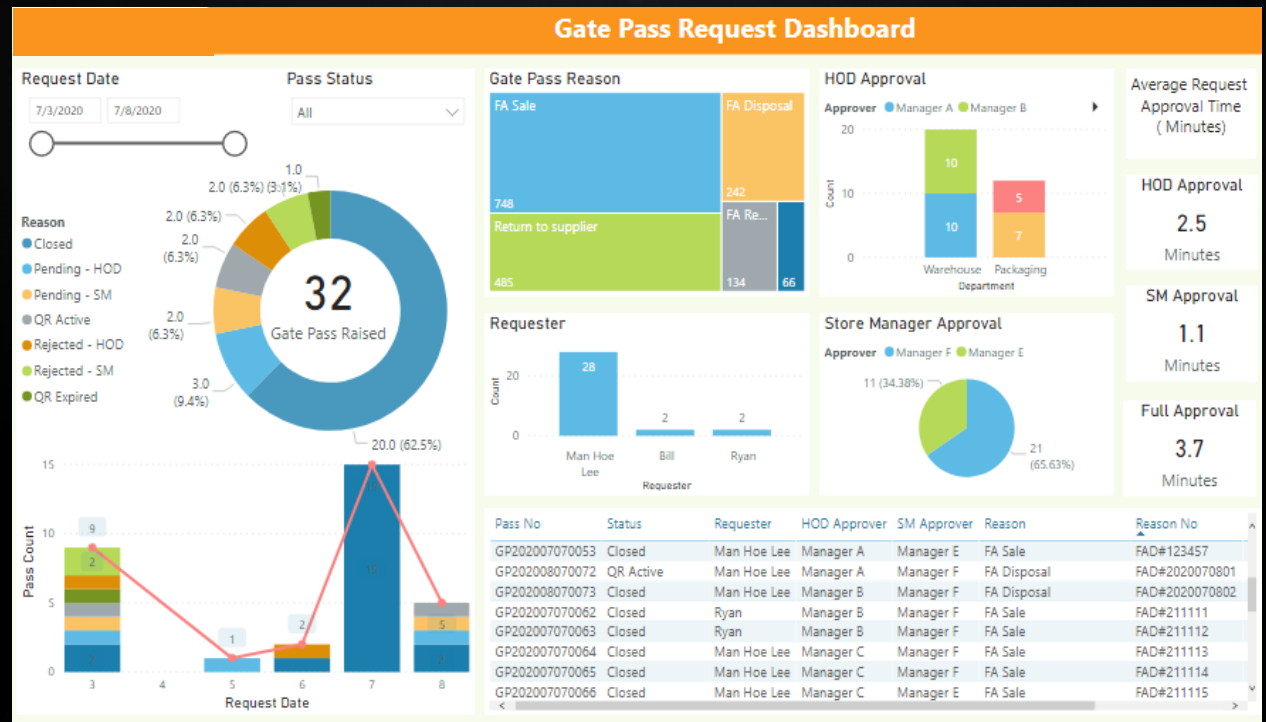 Gate Pass Request Dashboard
Request Date
Pass Status
7/3/2020 7/8/2020
All
Reason
Closed
Pending - HOD
Pending - SM
QR Active
Rejected - HOD
Rejected - SM
QR Expired
1.0
2.0 (6.3%) (3.1%)
2.0 (6.3%)
2.0
(6.3%)
2.0
(6.3%)
3.0
(9.4%)
20.0 (62.5%)
32
Gate Pass Raised
Pass Count
15
10
5
0
9
2
2
1
2
15
5
2
3 4 5 6 7 8
Request Date
Gate Pass Reason
FA Sale
748
Return to supplier
485
FA Disposal
242
FA Re...
134
66
HOD Approval
Approver Manager A Manager B
Count
20
10
0
10
10
5
7
Warehouse Packaging
Department
Requester
Count
20
0
28
2
2
Man Hoe
Lee
Bill
Ryan
Requester
Store Manager Approval
Approver Manager F Manager E
11 (34.38%)
21
(65.63%)
Average Request
Approval Time
( Minutes)
HOD Approval
2.5
Minutes
SM Approval
1.1
Minutes
Full Approval
3.7
Minutes
Pass No Status Requester HOD Approver SM Approver Reason Reason No
GP202007070053 Closed Man Hoe Lee Manager A Manager E FA Sale FAD#123457
GP202008070072 QR Active Man Hoe Lee Manager A Manager F FA Disposal FAD#2020070801
GP202008070073 Closed Man Hoe Lee Manager B Manager F FA Disposal FAD#2020070802
GP202007070062 Closed Ryan Manager B Manager F FA Sale FAD#211111
GP202007070063 Closed Ryan Manager B Manager F FA Sale FAD#211112
GP202007070064 Closed Man Hoe Lee Manager C Manager F FA Sale FAD#211113
GP202007070065 Closed Man Hoe Lee Manager C Manager F FA Sale FAD#211114
GP202007070066 Closed Man Hoe Lee Manager C Manager E FA Sale FAD#211115